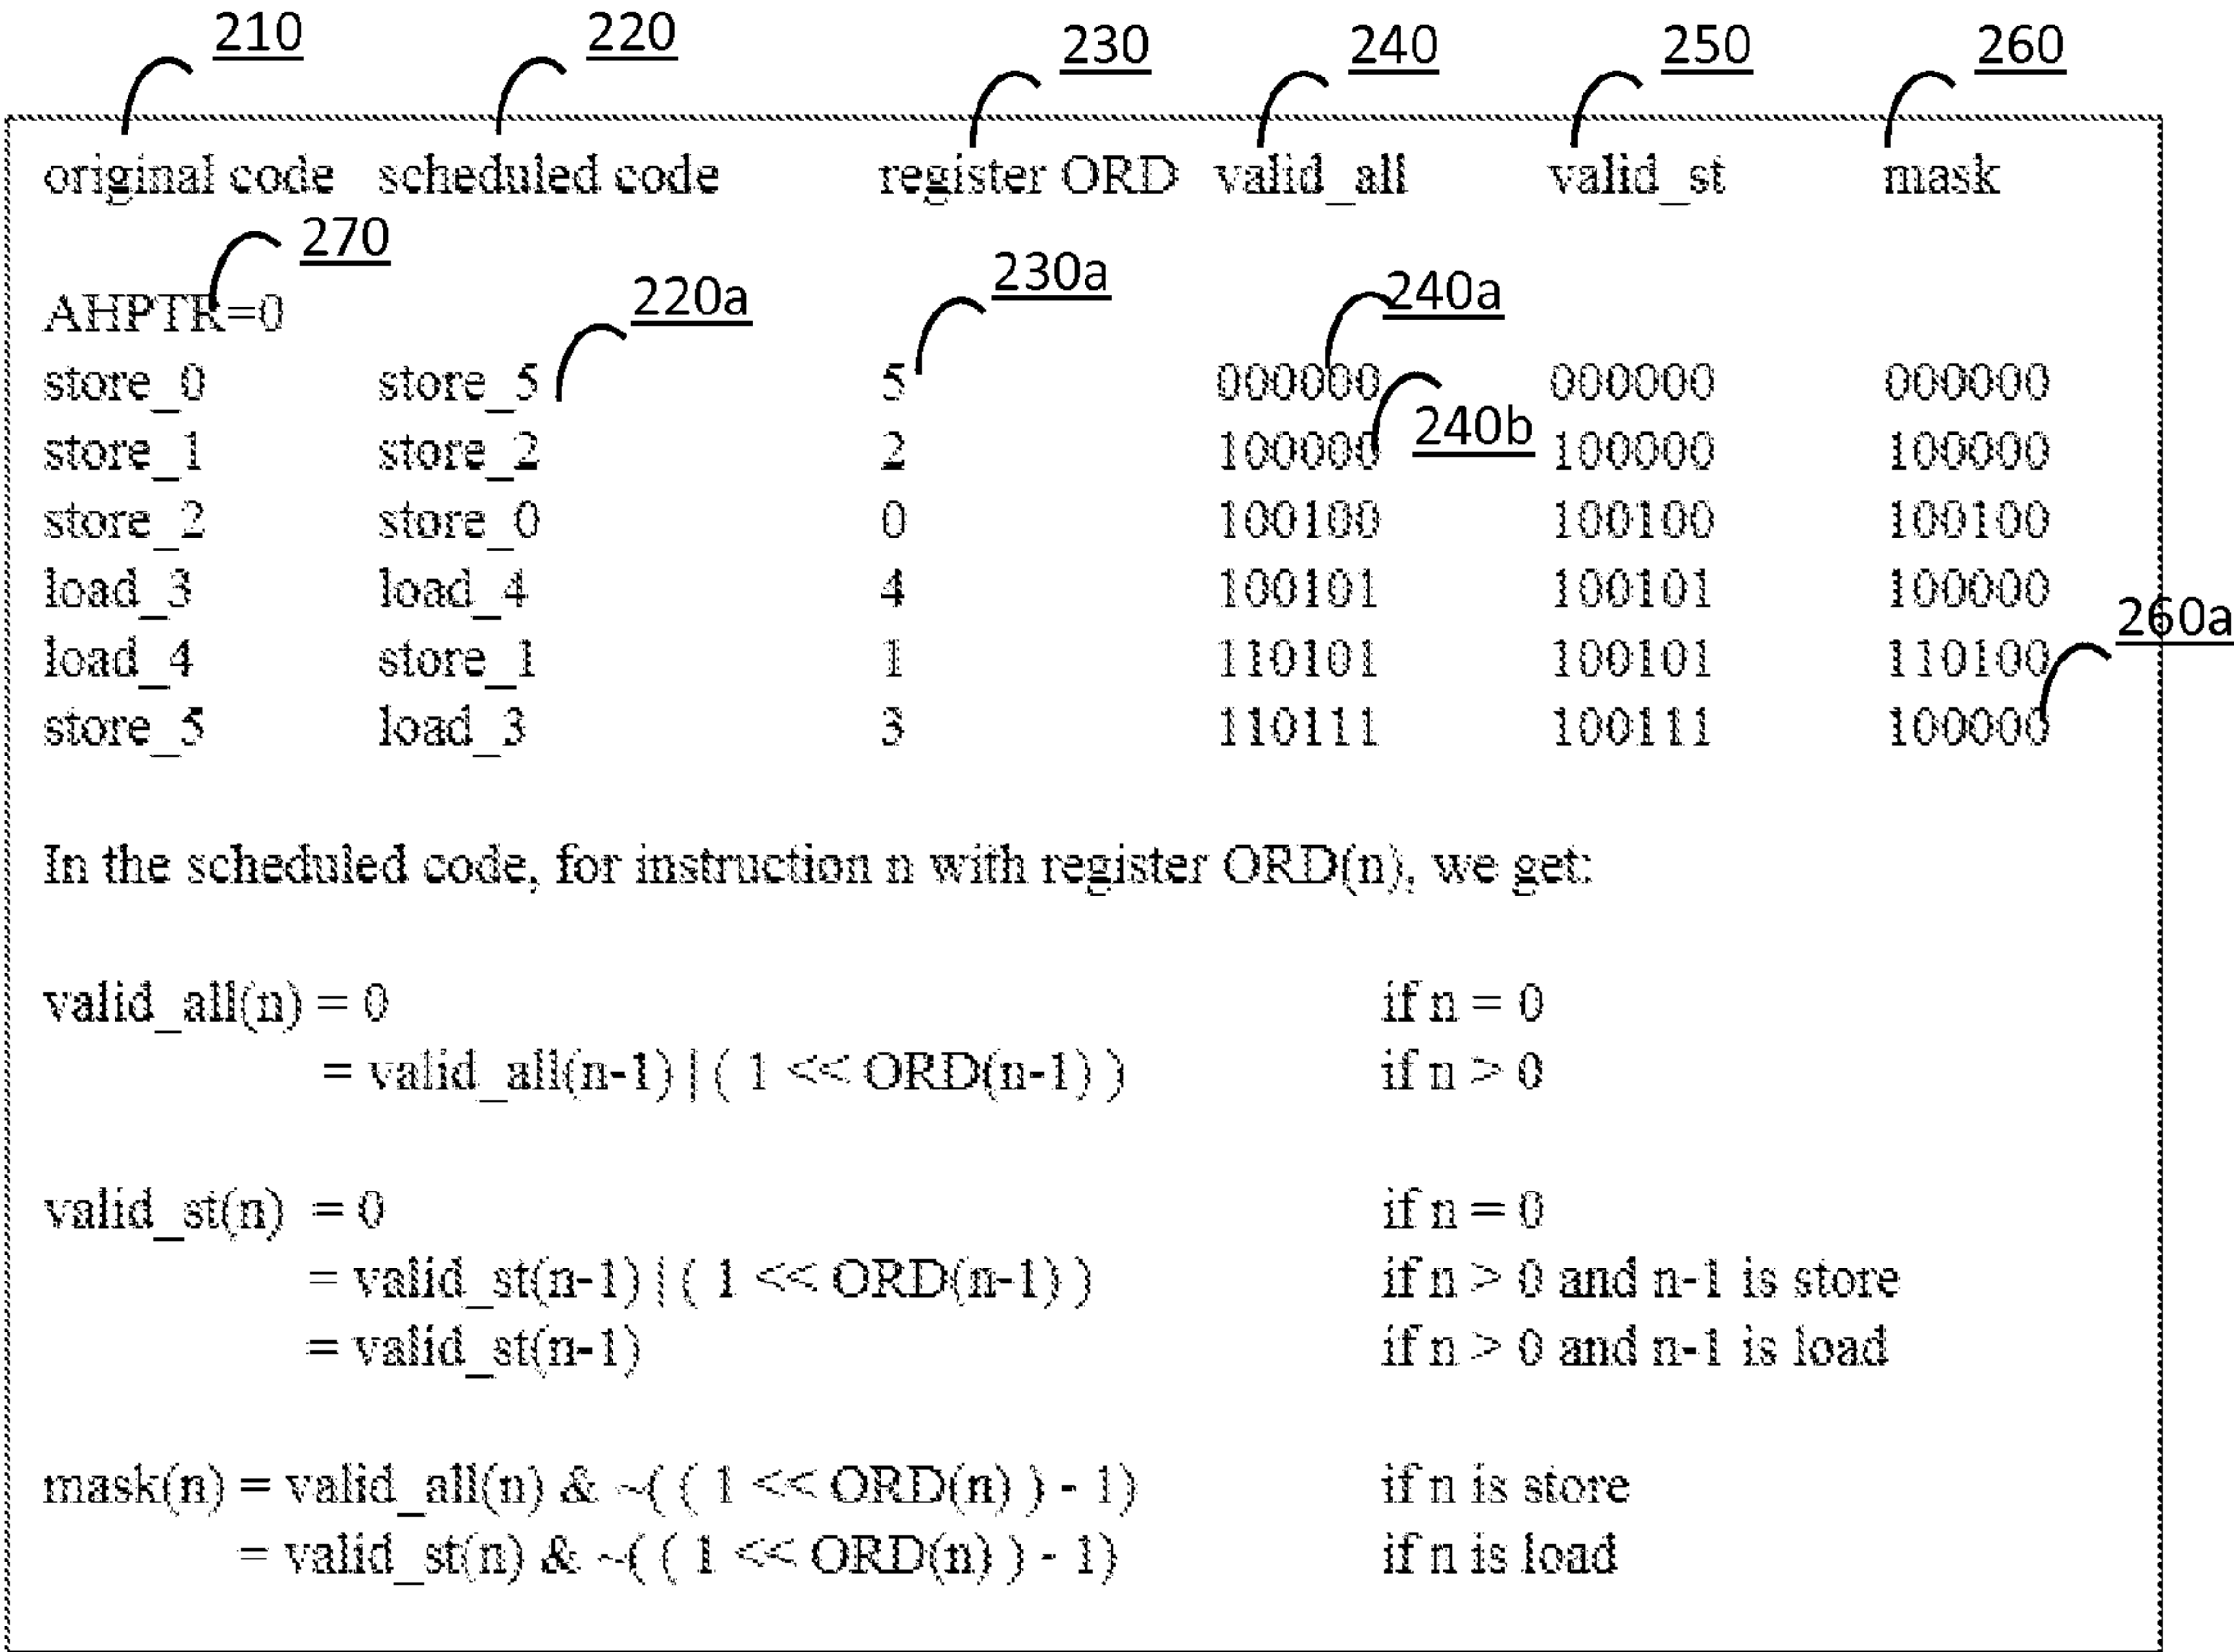 210 220 230 240 250 260
original code scheduled code register ORD valid_all valid_st mask
270
AHPTR=0 220a 230a 240a
store_0 store_5 5 000000 000000 000000
store_1 store_2 2 100000 240b 100000 100000
store_2 store_0 0 100100 100100 100100
load_3 load_4 4 100101 100101 100000
260a
load_4 store_1 1 110101 100101 110100
store_5 load_3 3 110111 100111 100000
In the scheduled code, for instruction n with register ORD(n), we get:
valid_all(n) = 0 if n = 0
= valid_all(n-1) | ( 1 << ORD(n-1) ) if n > 0
valid_st(n) = 0 if n = 0
= valid_st(n-1) | ( 1 << ORD(n-1) ) if n > 0 and n-1 is store
= valid_st(n-1) if n > 0 and n-1 is load
mask(n) = valid_all(n) & ~( ( 1 << ORD(n) ) - 1) if n is store
= valid_st(n) & ~( ( 1 << ORD(n) ) - 1) if n is load